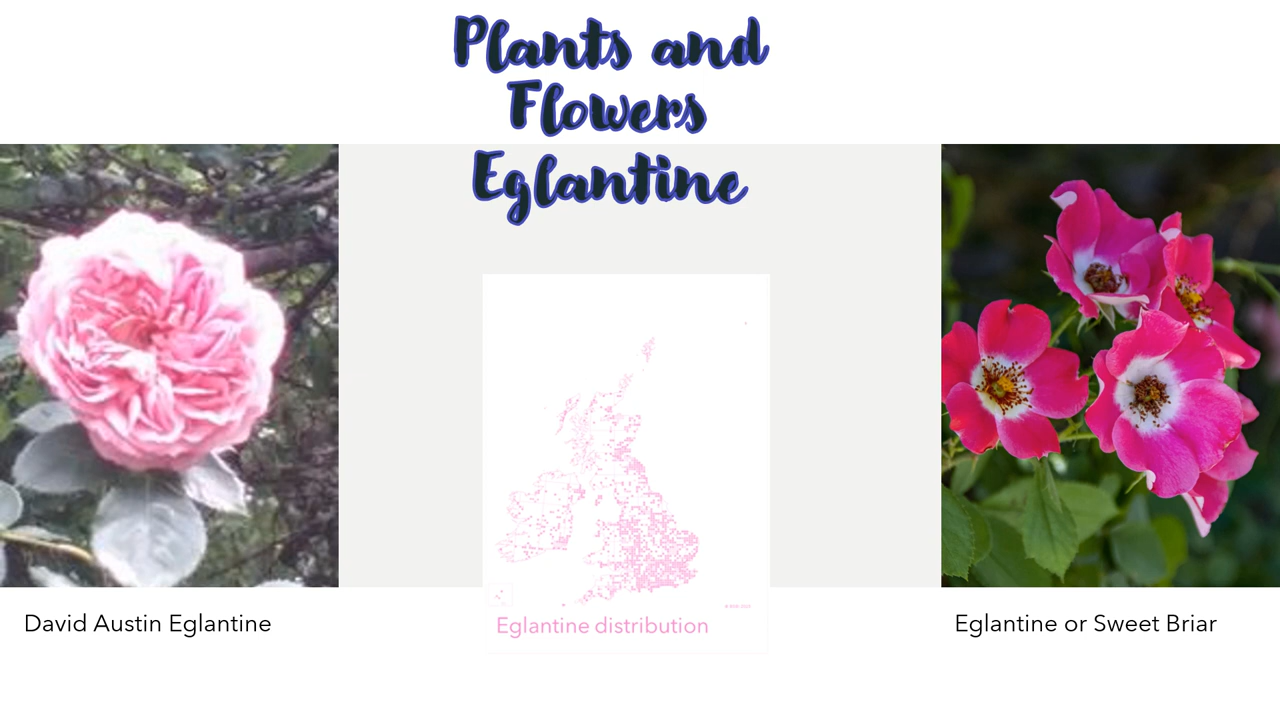 Plants and
Flowers
Eglantine
Eglantine distribution
David Austin Eglantine
Eglantine or Sweet Briar